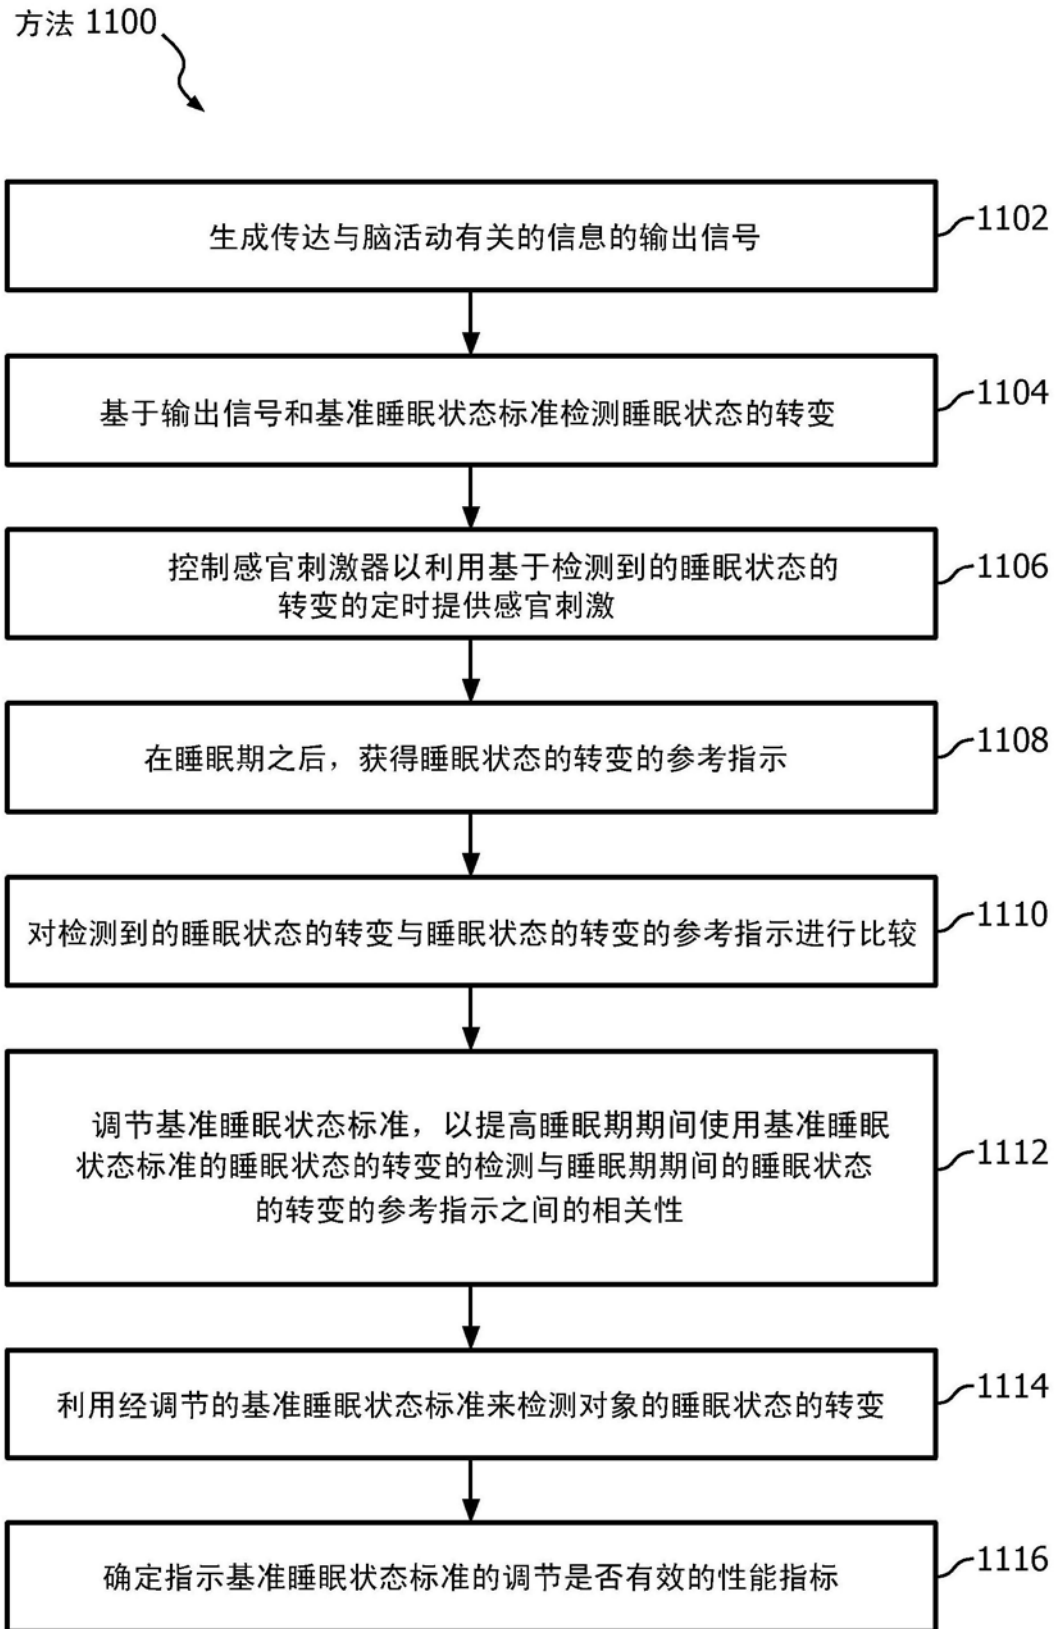 方法 1100
生成传达与脑活动有关的信息的输出信号
1102
基于输出信号和基准睡眠状态标准检测睡眠状态的转变
1104
控制感官刺激器以利用基于检测到的睡眠状态的
转变的定时提供感官刺激
1106
在睡眠期之后，获得睡眠状态的转变的参考指示
1108
对检测到的睡眠状态的转变与睡眠状态的转变的参考指示进行比较
1110
调节基准睡眠状态标准，以提高睡眠期期间使用基准睡眠
状态标准的睡眠状态的转变的检测与睡眠期期间的睡眠状态
的转变的参考指示之间的相关性
1112
利用经调节的基准睡眠状态标准来检测对象的睡眠状态的转变
1114
确定指示基准睡眠状态标准的调节是否有效的性能指标
1116